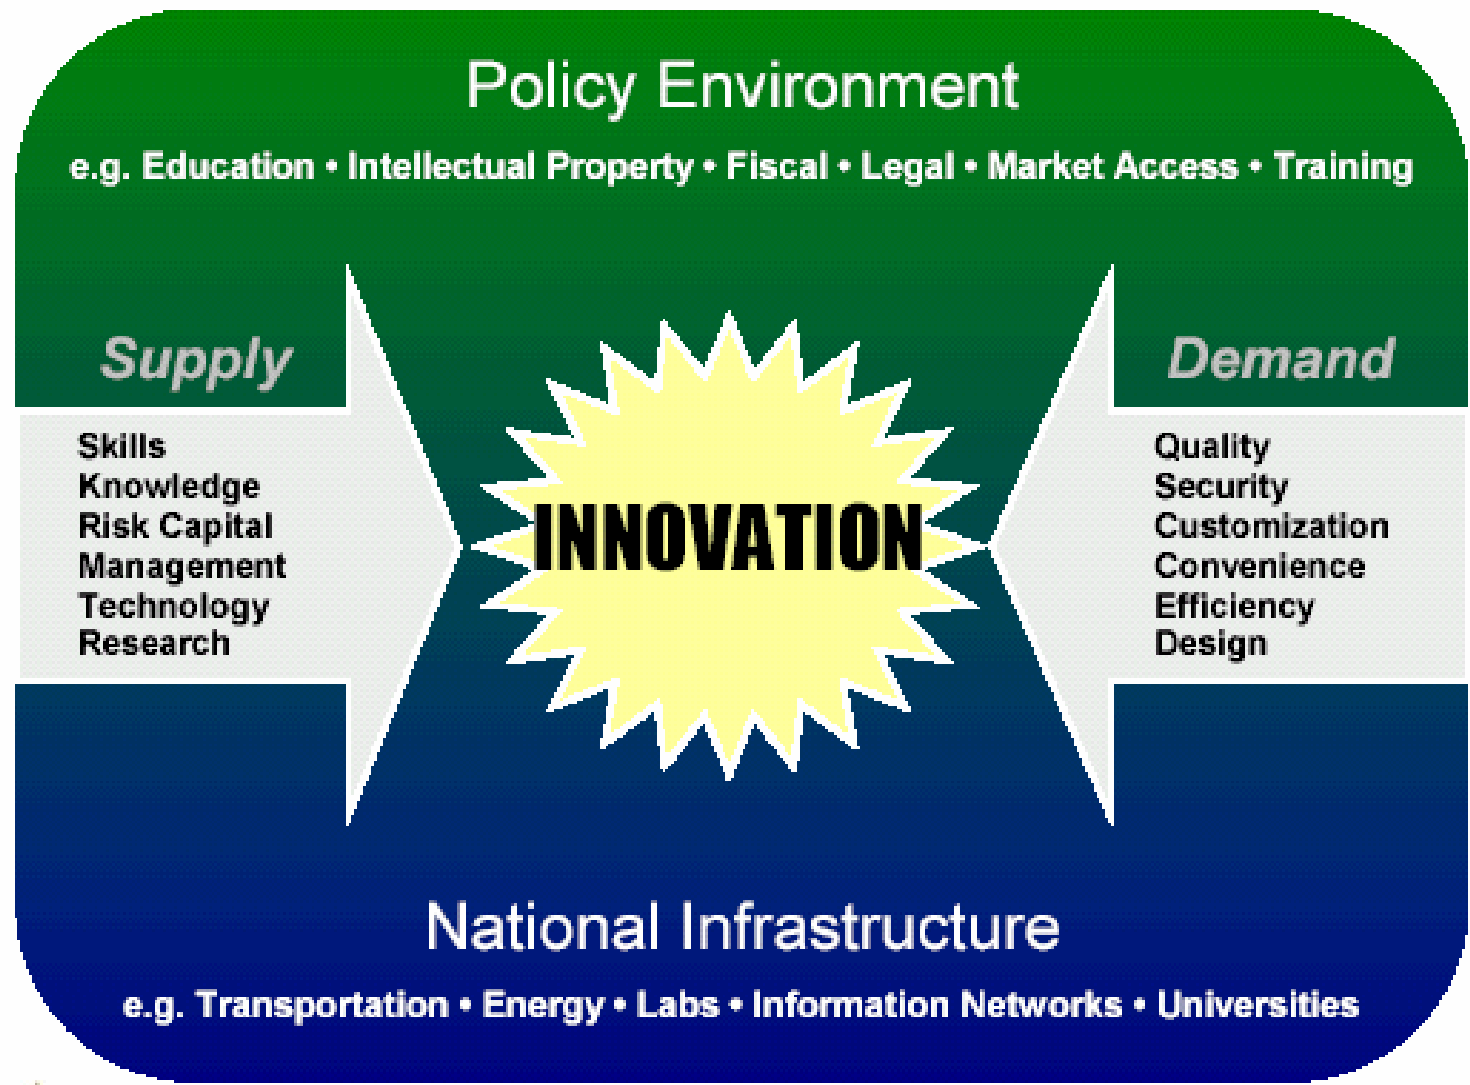 Policy Environment
e.g. Education • Intellectual Property • Fiscal • Legal • Market Access • Training
Supply
Skills
Knowledge
Risk Capital
Management
Technology
Research
INNOVATION
Demand
Quality
Security
Customization
Convenience
Efficiency
Design
National Infrastructure
e.g. Transportation • Energy • Labs • Information Networks • Universities